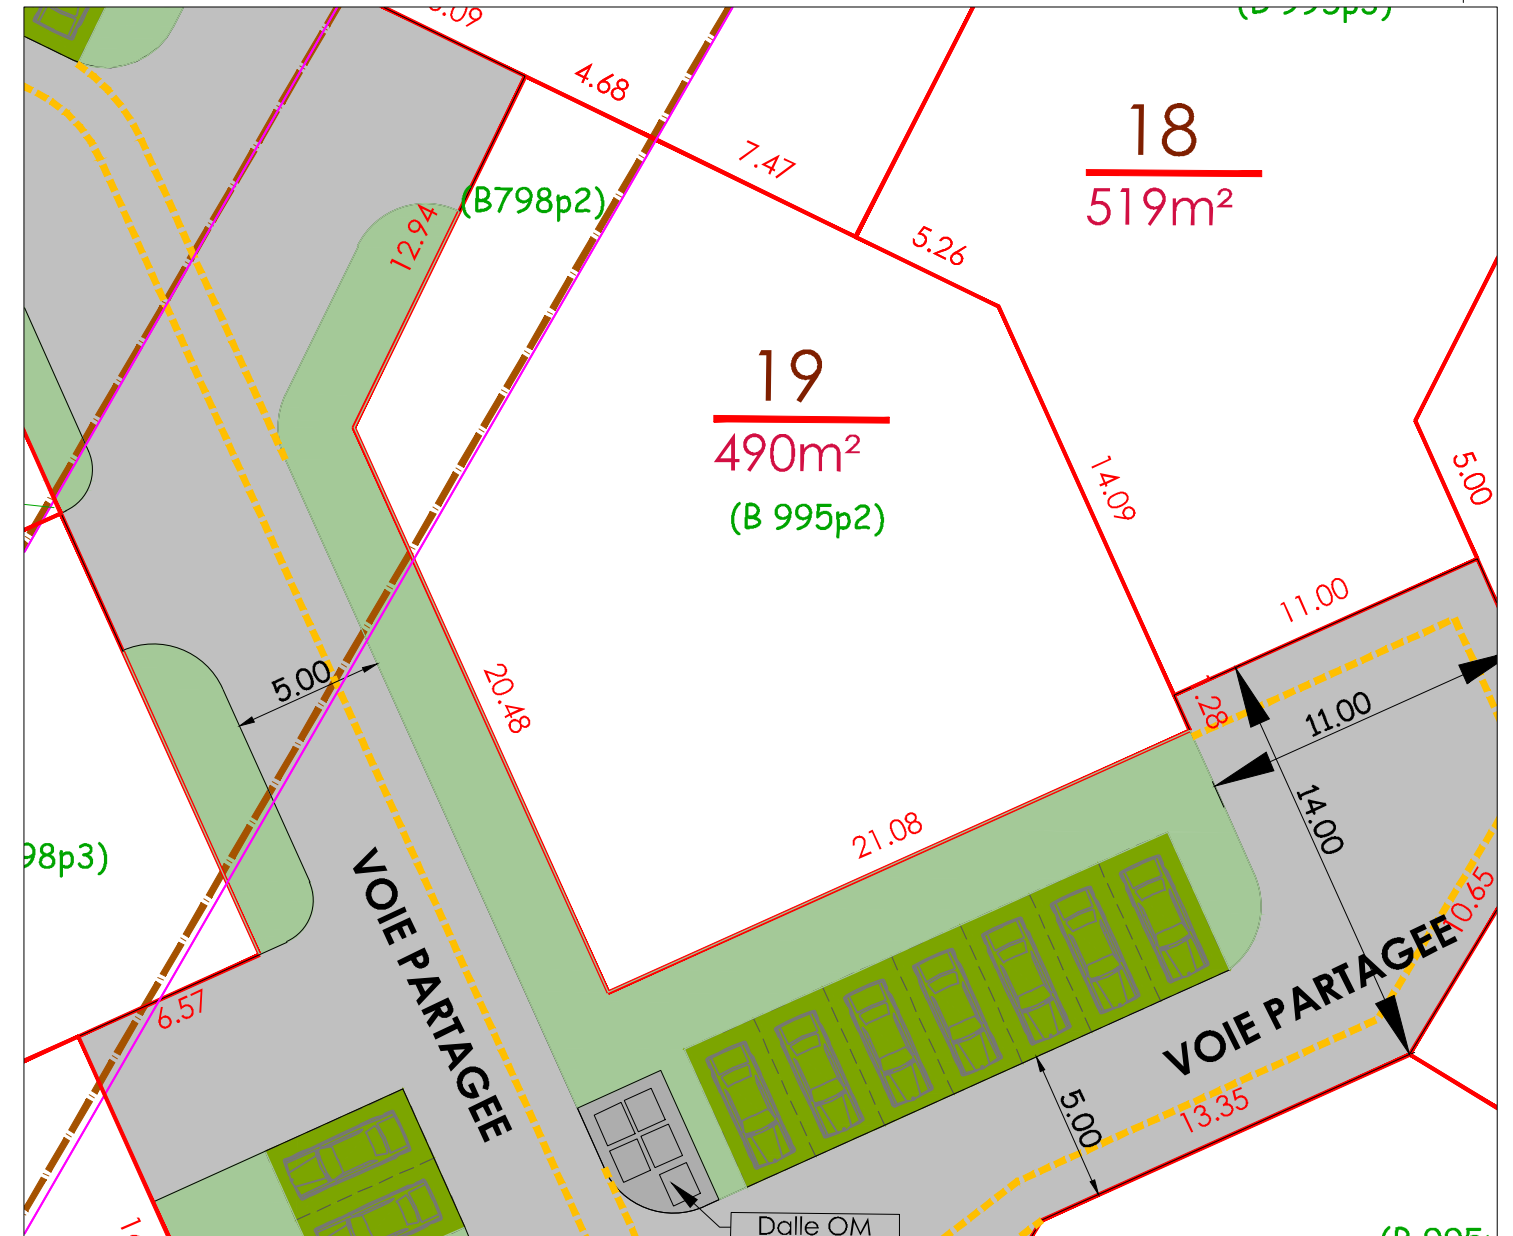 4.68
7.47
18
519m²
(B798p2)
12.94
5.26
19
490m²
(B 995p2)
14.09
5.00
11.00
5.00
20.48
.28
11.00
14.00
21.08
98p3)
10.65
VOIE PARTAGEE
VOIE PARTAGEE
6.57
13.35
5.00
Dalle OM